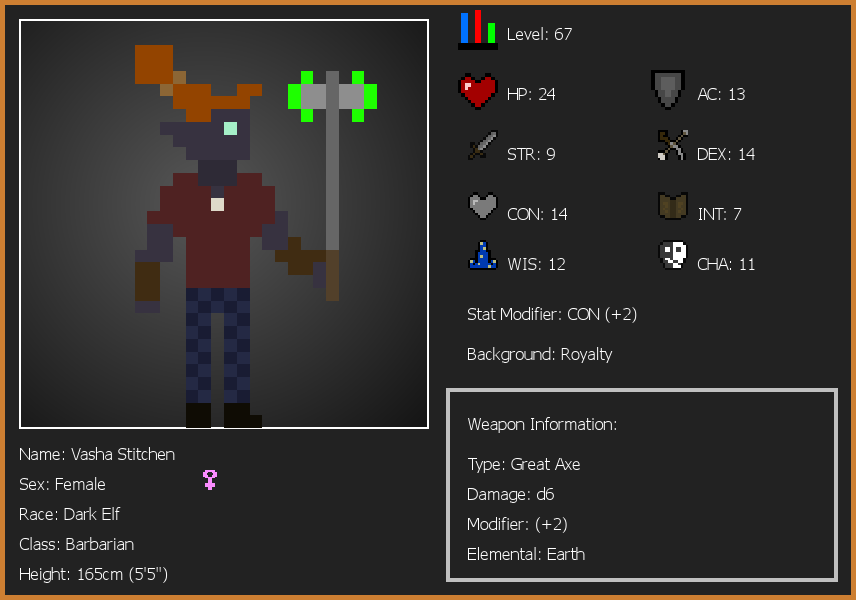 Level: 67
HP: 24
AC: 13
STR: 9
DEX: 14
CON: 14
INT: 7
WIS: 12
CHA: 11
Stat Modifier: CON (+2)
Background: Royalty
Weapon Information:
Type: Great Axe
Damage: d6
Modifier: (+2)
Elemental: Earth
Name: Vasha Stitchen
Sex: Female
Race: Dark Elf
Class: Barbarian
Height: 165cm (5'5")